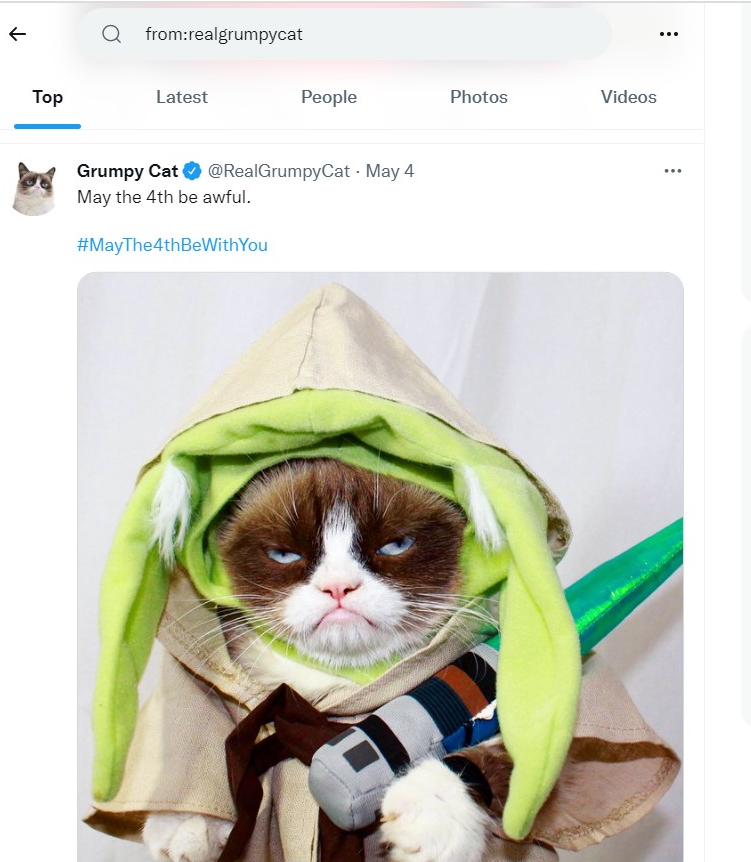 from:realgrumpycat
Top Latest People Photos Videos
Grumpy Cat @RealGrumpyCat · May 4
May the 4th be awful.
#MayThe4thBeWithYou